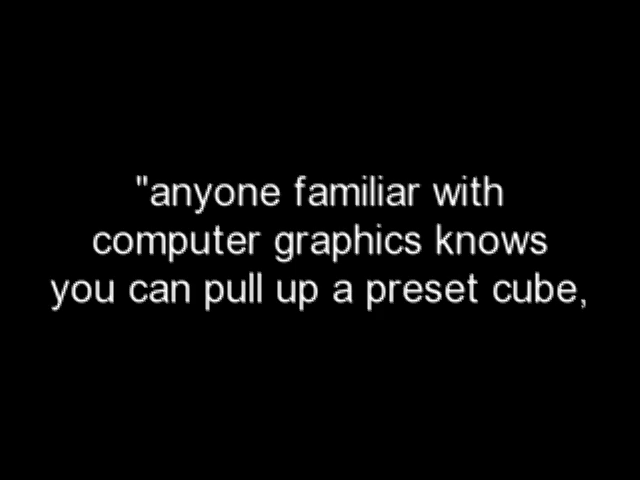 "anyone familiar with
computer graphics knows
you can pull up a preset cube,